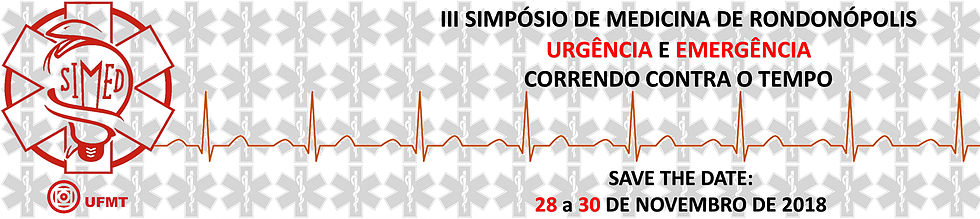 SIMED
UFMT
III SIMPÓSIO DE MEDICINA DE RONDONÓPOLIS
URGÊNCIA E EMERGÊNCIA
CORRENDO CONTRA O TEMPO
SAVE THE DATE:
28 a 30 DE NOVEMBRO DE 2018